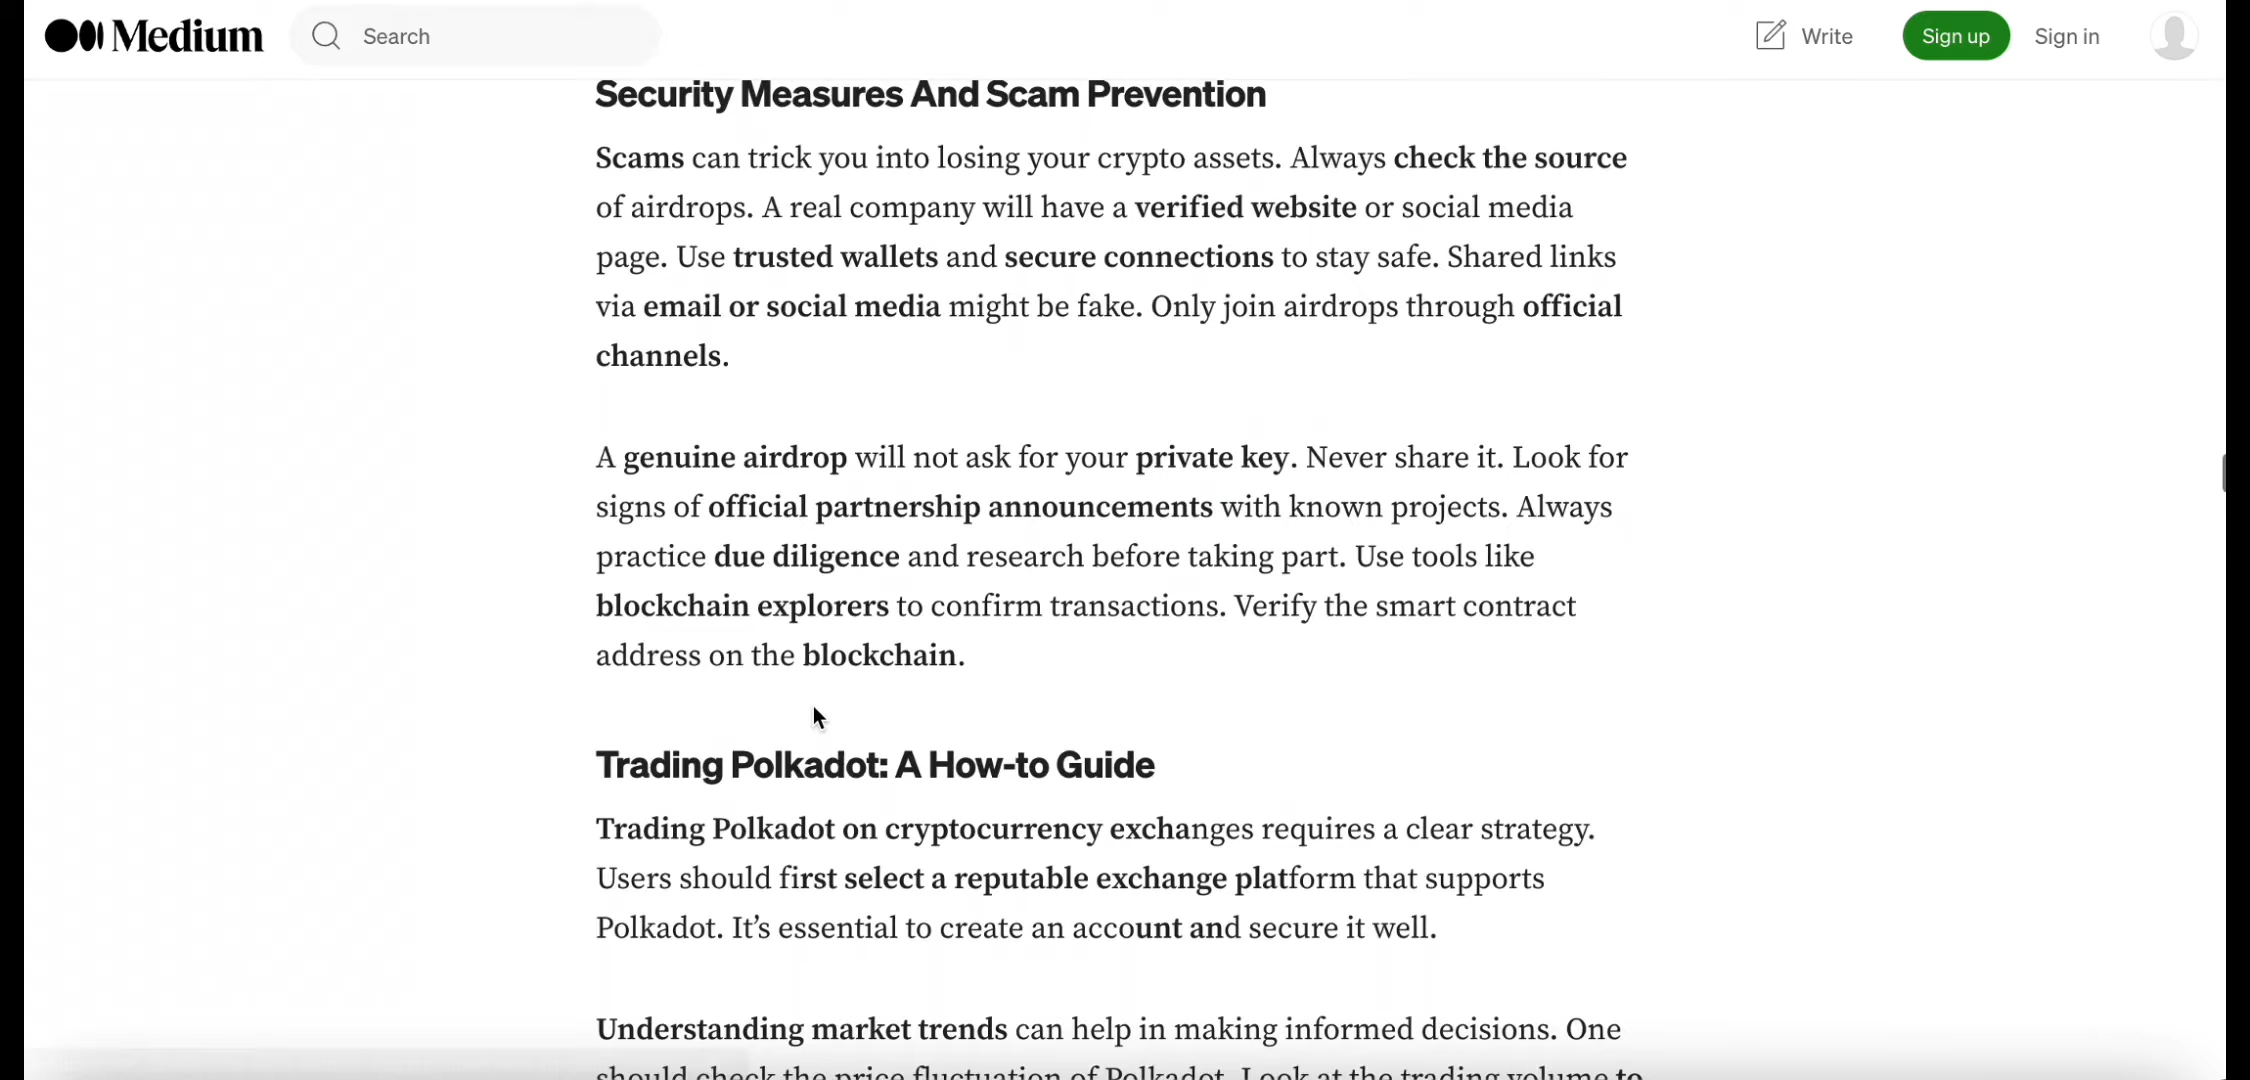 Medium
Search
Write
Sign up
Sign in
Security Measures And Scam Prevention
Scams can trick you into losing your crypto assets. Always check the source
of airdrops. A real company will have a verified website or social media
page. Use trusted wallets and secure connections to stay safe. Shared links
via email or social media might be fake. Only join airdrops through official
channels.
A genuine airdrop will not ask for your private key. Never share it. Look for
signs of official partnership announcements with known projects. Always
practice due diligence and research before taking part. Use tools like
blockchain explorers to confirm transactions. Verify the smart contract
address on the blockchain.
Trading Polkadot: A How-to Guide
Trading Polkadot on cryptocurrency exchanges requires a clear strategy.
Users should first select a reputable exchange platform that supports
Polkadot. It’s essential to create an account and secure it well.
Understanding market trends can help in making informed decisions. One
should check the price fluctuation of Polkadot. Look at the trading volume to